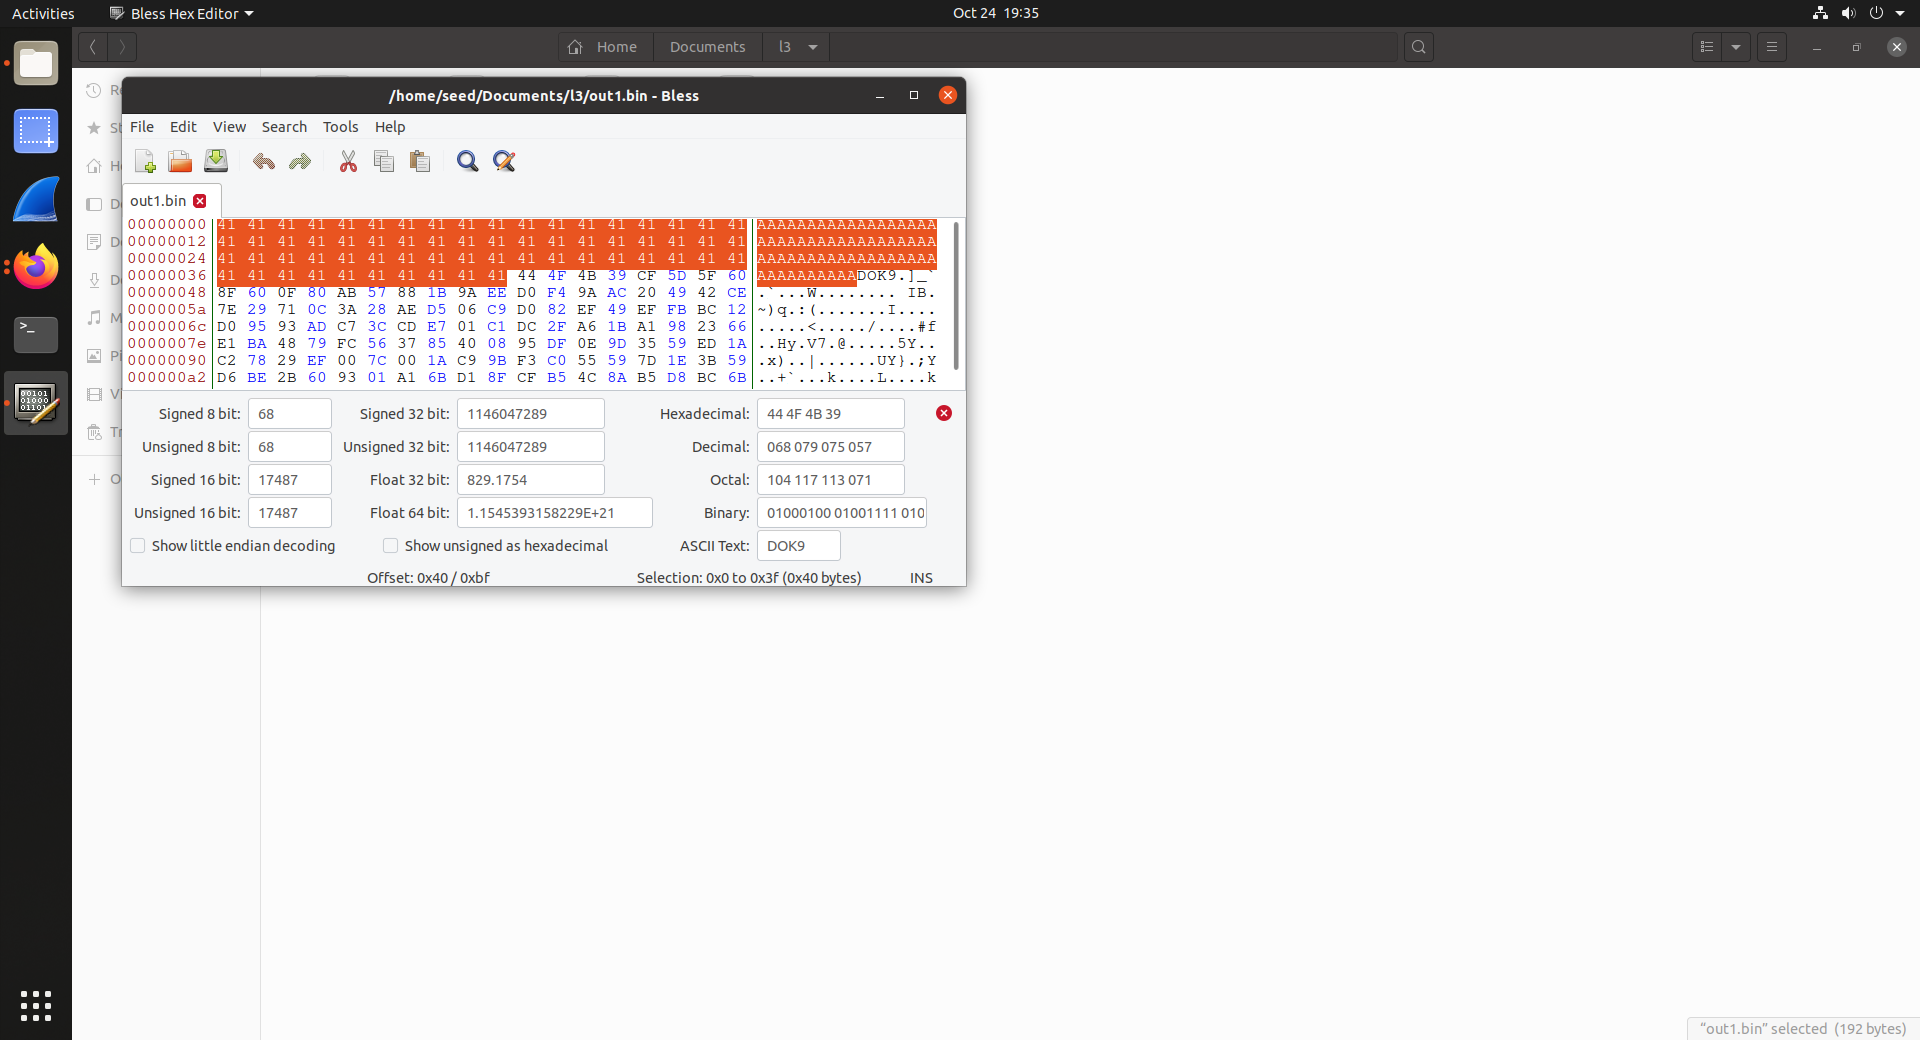 Activities
Bless Hex Editor
Oct 24 19:35
Home
Documents
l3
/home/seed/Documents/l3/out1.bin - Bless
File Edit View Search Tools Help
out1.bin
00000000 41 41 41 41 41 41 41 41 41 41 41 41 41 41 41 41 41 41 AAAAAAAAAAAAAAAAAA
00000012 41 41 41 41 41 41 41 41 41 41 41 41 41 41 41 41 41 41 AAAAAAAAAAAAAAAAAA
00000024 41 41 41 41 41 41 41 41 41 41 41 41 41 41 41 41 41 41 AAAAAAAAAAAAAAAAAA
00000036 41 41 41 41 41 41 41 41 41 41 44 4F 4B 39 CF 5D 5F 60 AAAAAAAAAADOK9.]_`
00000048 8F 60 0F 80 AB 57 88 1B 9A EE D0 F4 9A AC 20 49 42 CE .`...W........ IB.
0000005a 7E 29 71 0C 3A 28 AE D5 06 C9 D0 82 EF 49 EF FB BC 12 ~)q.:(.......I....
0000006c D0 95 93 AD C7 3C CD E7 01 C1 DC 2F A6 1B A1 98 23 66 .....<...../....#f
0000007e E1 BA 48 79 FC 56 37 85 40 08 95 DF 0E 9D 35 59 ED 1A ..Hy.V7.@.....5Y..
00000090 C2 78 29 EF 00 7C 00 1A C9 9B F3 C0 55 59 7D 1E 3B 59 .x)..|......UY}.;Y
000000a2 D6 BE 2B 60 93 01 A1 6B D1 8F CF B5 4C 8A B5 D8 BC 6B ..+`...k....L....k
Signed 8 bit: 68 Signed 32 bit: 1146047289 Hexadecimal: 44 4F 4B 39
Unsigned 8 bit: 68 Unsigned 32 bit: 1146047289 Decimal: 068 079 075 057
Signed 16 bit: 17487 Float 32 bit: 829.1754 Octal: 104 117 113 071
Unsigned 16 bit: 17487 Float 64 bit: 1.1545393158229E+21 Binary: 01000100 01001111 010
Show little endian decoding Show unsigned as hexadecimal ASCII Text: DOK9
Offset: 0x40 / 0xbf Selection: 0x0 to 0x3f (0x40 bytes) INS
“out1.bin” selected (192 bytes)